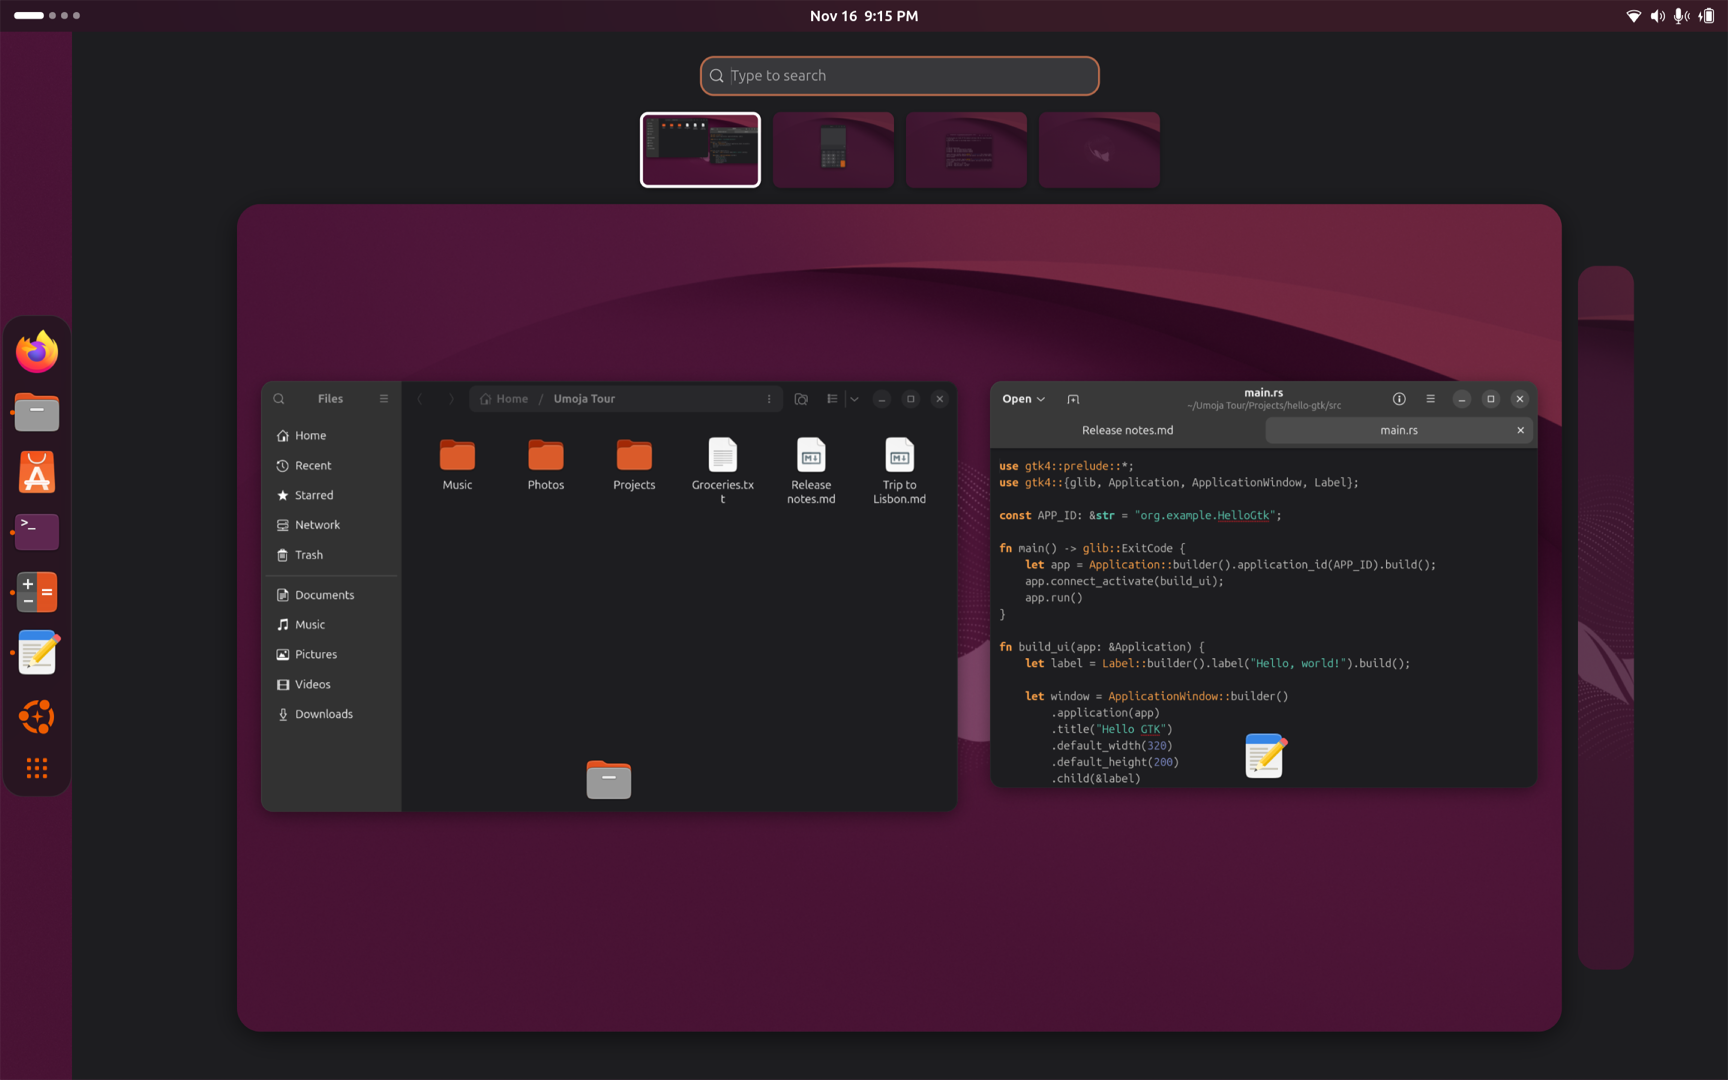 Nov 16 9:15 PM
Type to search
Files
Home / Umoja Tour
Home
Recent
Starred
Network
Trash
Documents
Music
Pictures
Videos
Downloads
Music
Photos
Projects
Groceries.tx
t
Release
notes.md
Trip to
Lisbon.md
Open
main.rs
~/Umoja Tour/Projects/hello-gtk/src
Release notes.md
main.rs
use gtk4::prelude::*;
use gtk4::{glib, Application, ApplicationWindow, Label};
const APP_ID: &str = "org.example.HelloGtk";
fn main() -> glib::ExitCode {
    let app = Application::builder().application_id(APP_ID).build();
    app.connect_activate(build_ui);
    app.run()
}
fn build_ui(app: &Application) {
    let label = Label::builder().label("Hello, world!").build();
    let window = ApplicationWindow::builder()
        .application(app)
        .title("Hello GTK")
        .default_width(320)
        .default_height(200)
        .child(&label)